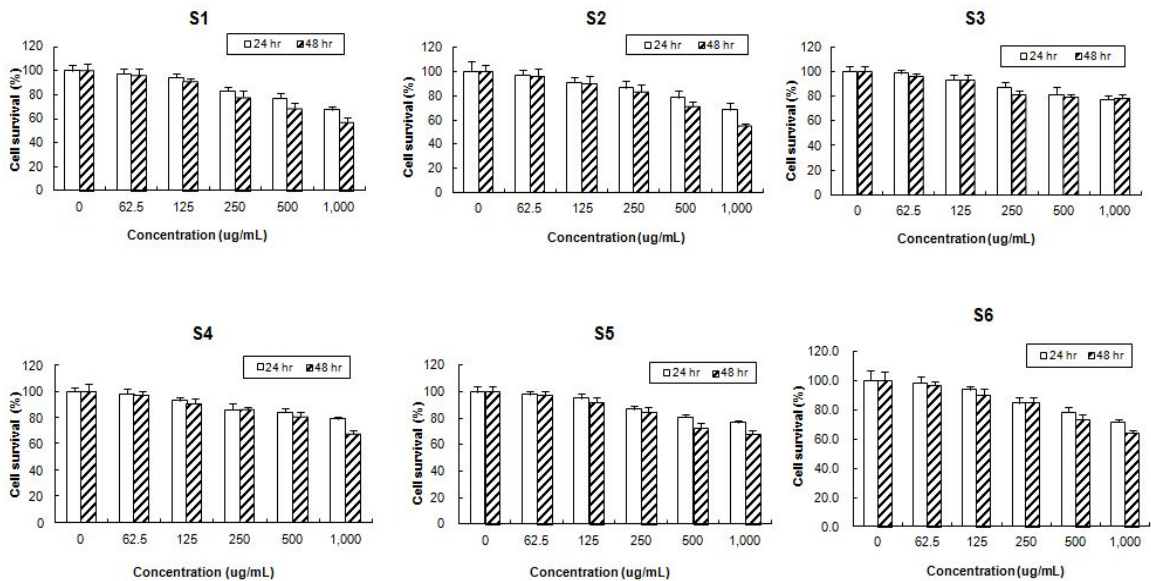 S1
24 hr 48 hr
120
100
80
60
40
20
0
Cell survival (%)
0 62.5 125 250 500 1,000
Concentration (ug/mL)
S2
24 hr 48 hr
120
100
80
60
40
20
0
Cell survival (%)
0 62.5 125 250 500 1,000
Concentration (ug/mL)
S3
24 hr 48 hr
120
100
80
60
40
20
0
Cell survival (%)
0 62.5 125 250 500 1,000
Concentration (ug/mL)
S4
24 hr 48 hr
120
100
80
60
40
20
0
Cell survival (%)
0 62.5 125 250 500 1,000
Concentration (ug/mL)
S5
24 hr 48 hr
120
100
80
60
40
20
0
Cell survival (%)
0 62.5 125 250 500 1,000
Concentration (ug/mL)
S6
24 hr 48 hr
120.0
100.0
80.0
60.0
40.0
20.0
0.0
Cell survival (%)
0 62.5 125 250 500 1,000
Concentration (ug/mL)